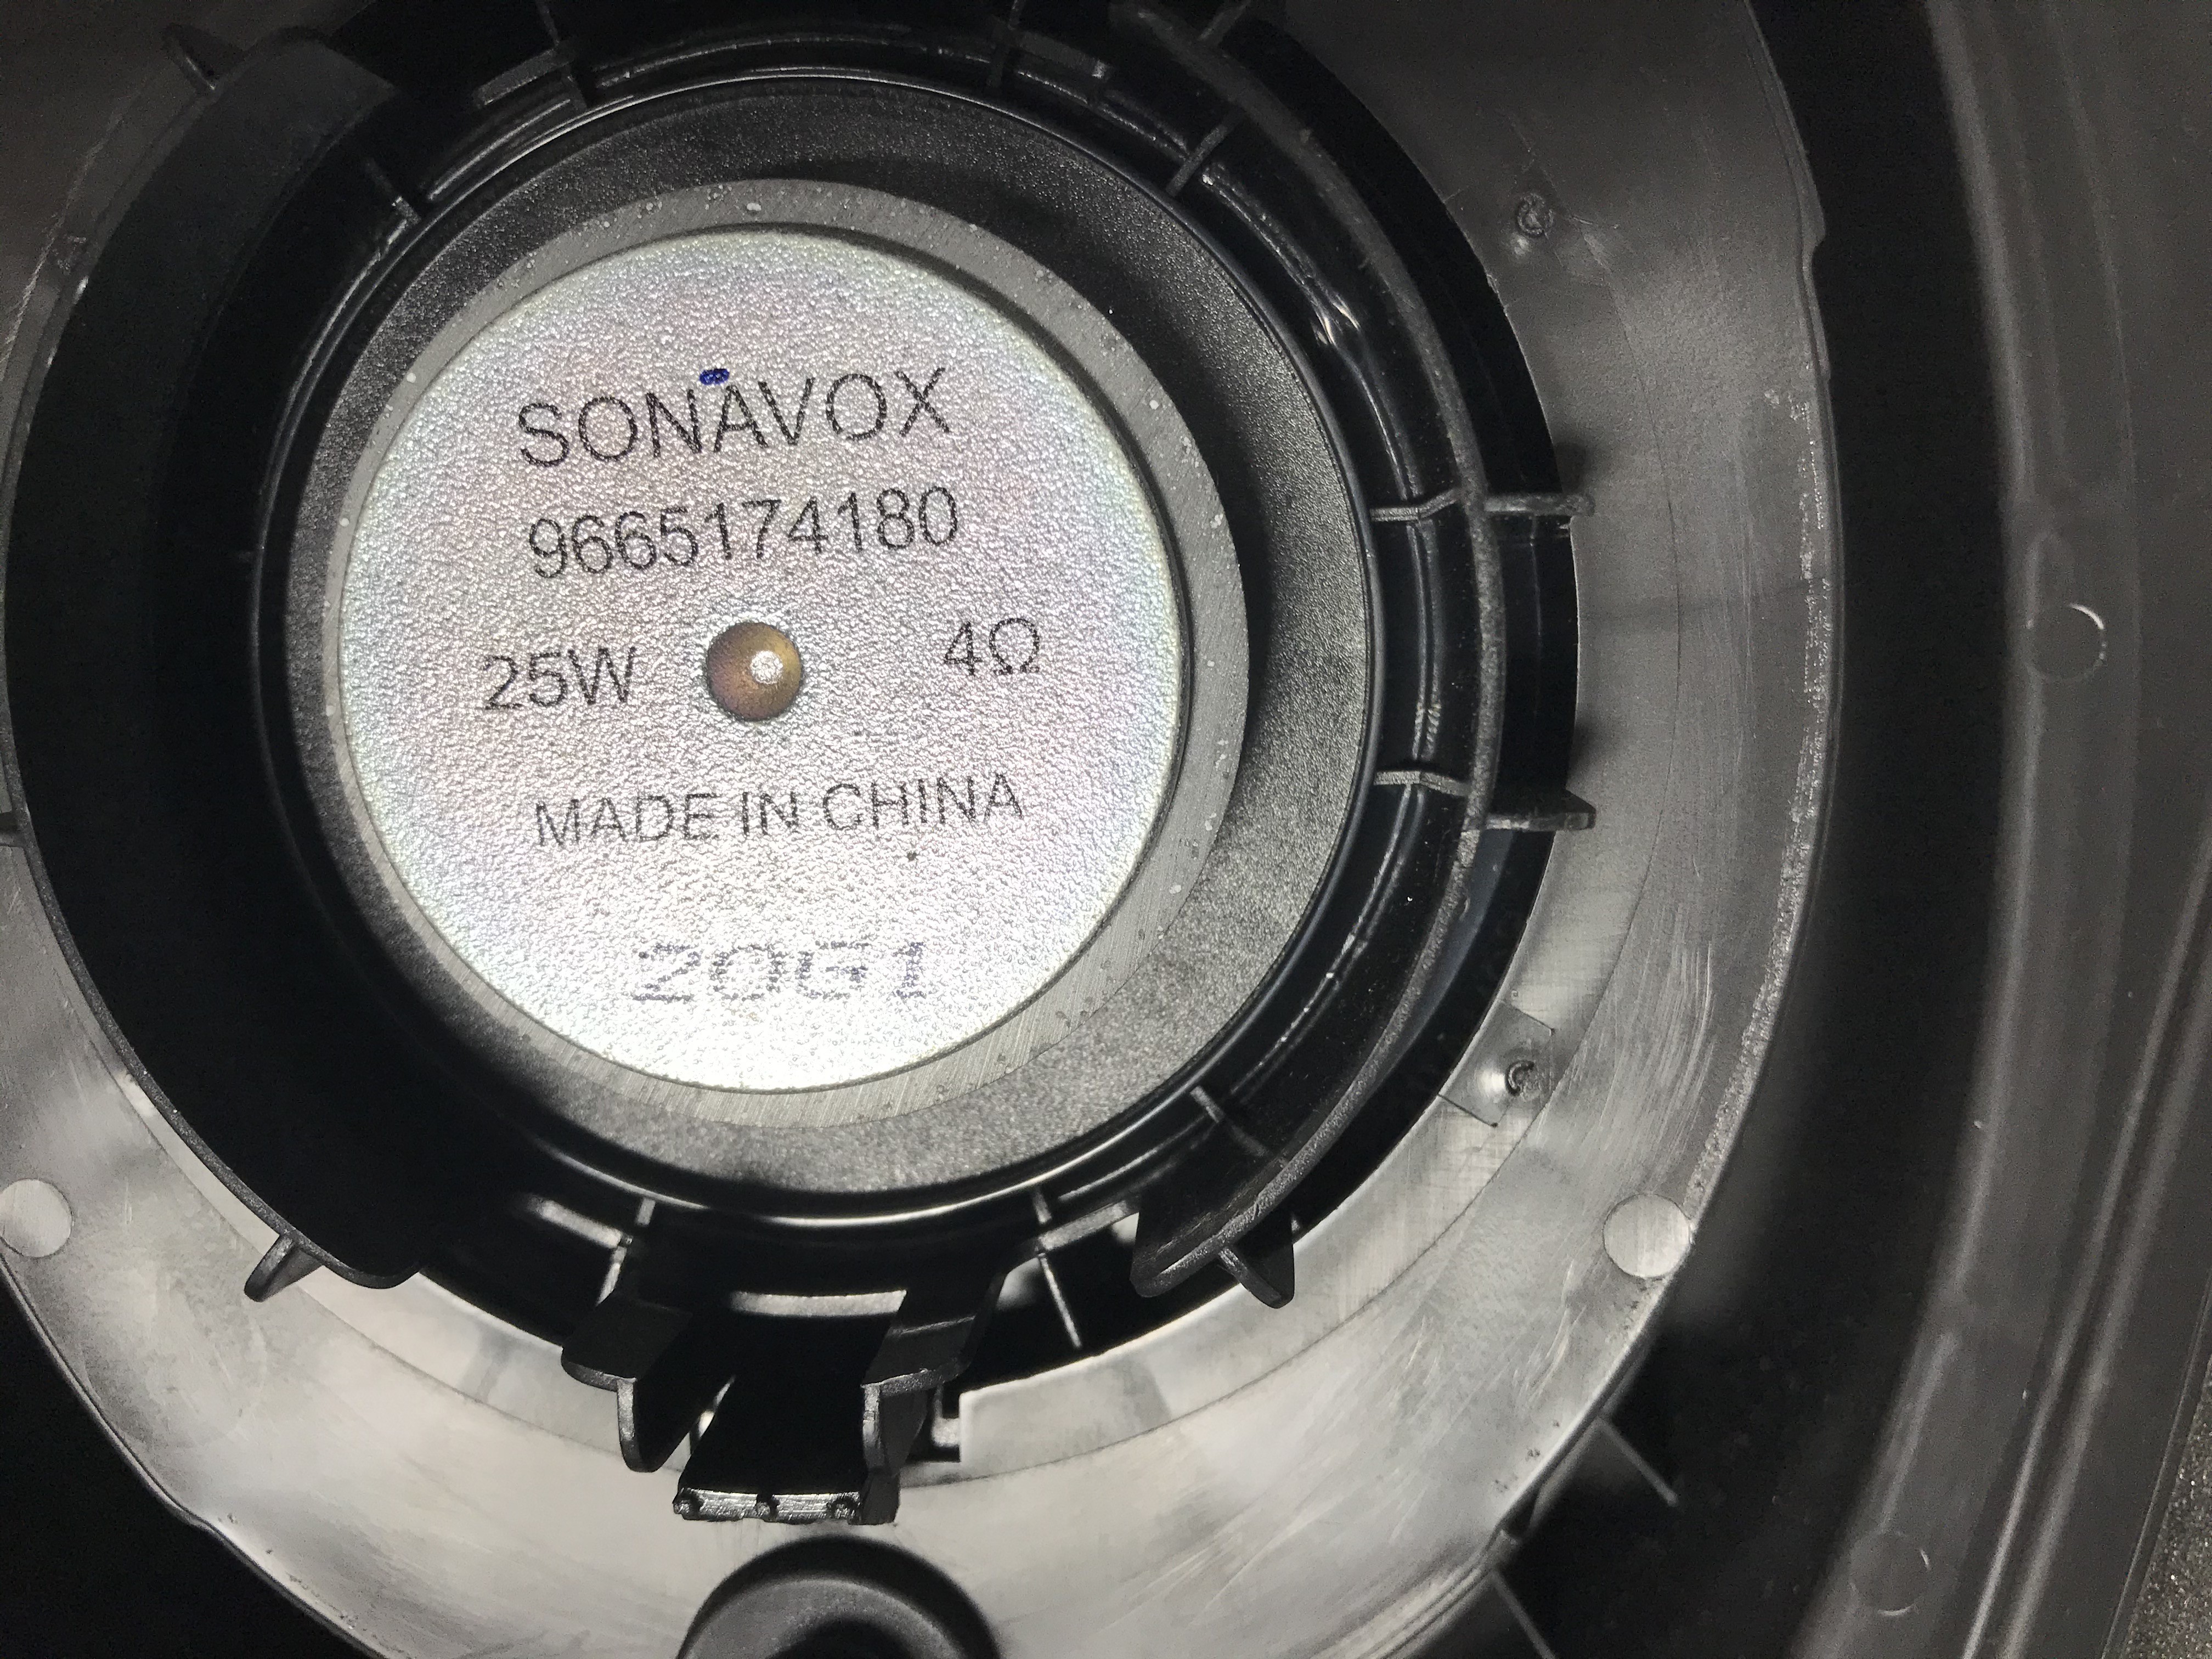 SONAVOX
9665174180
25W 4Ω
MADE IN CHINA
20G1